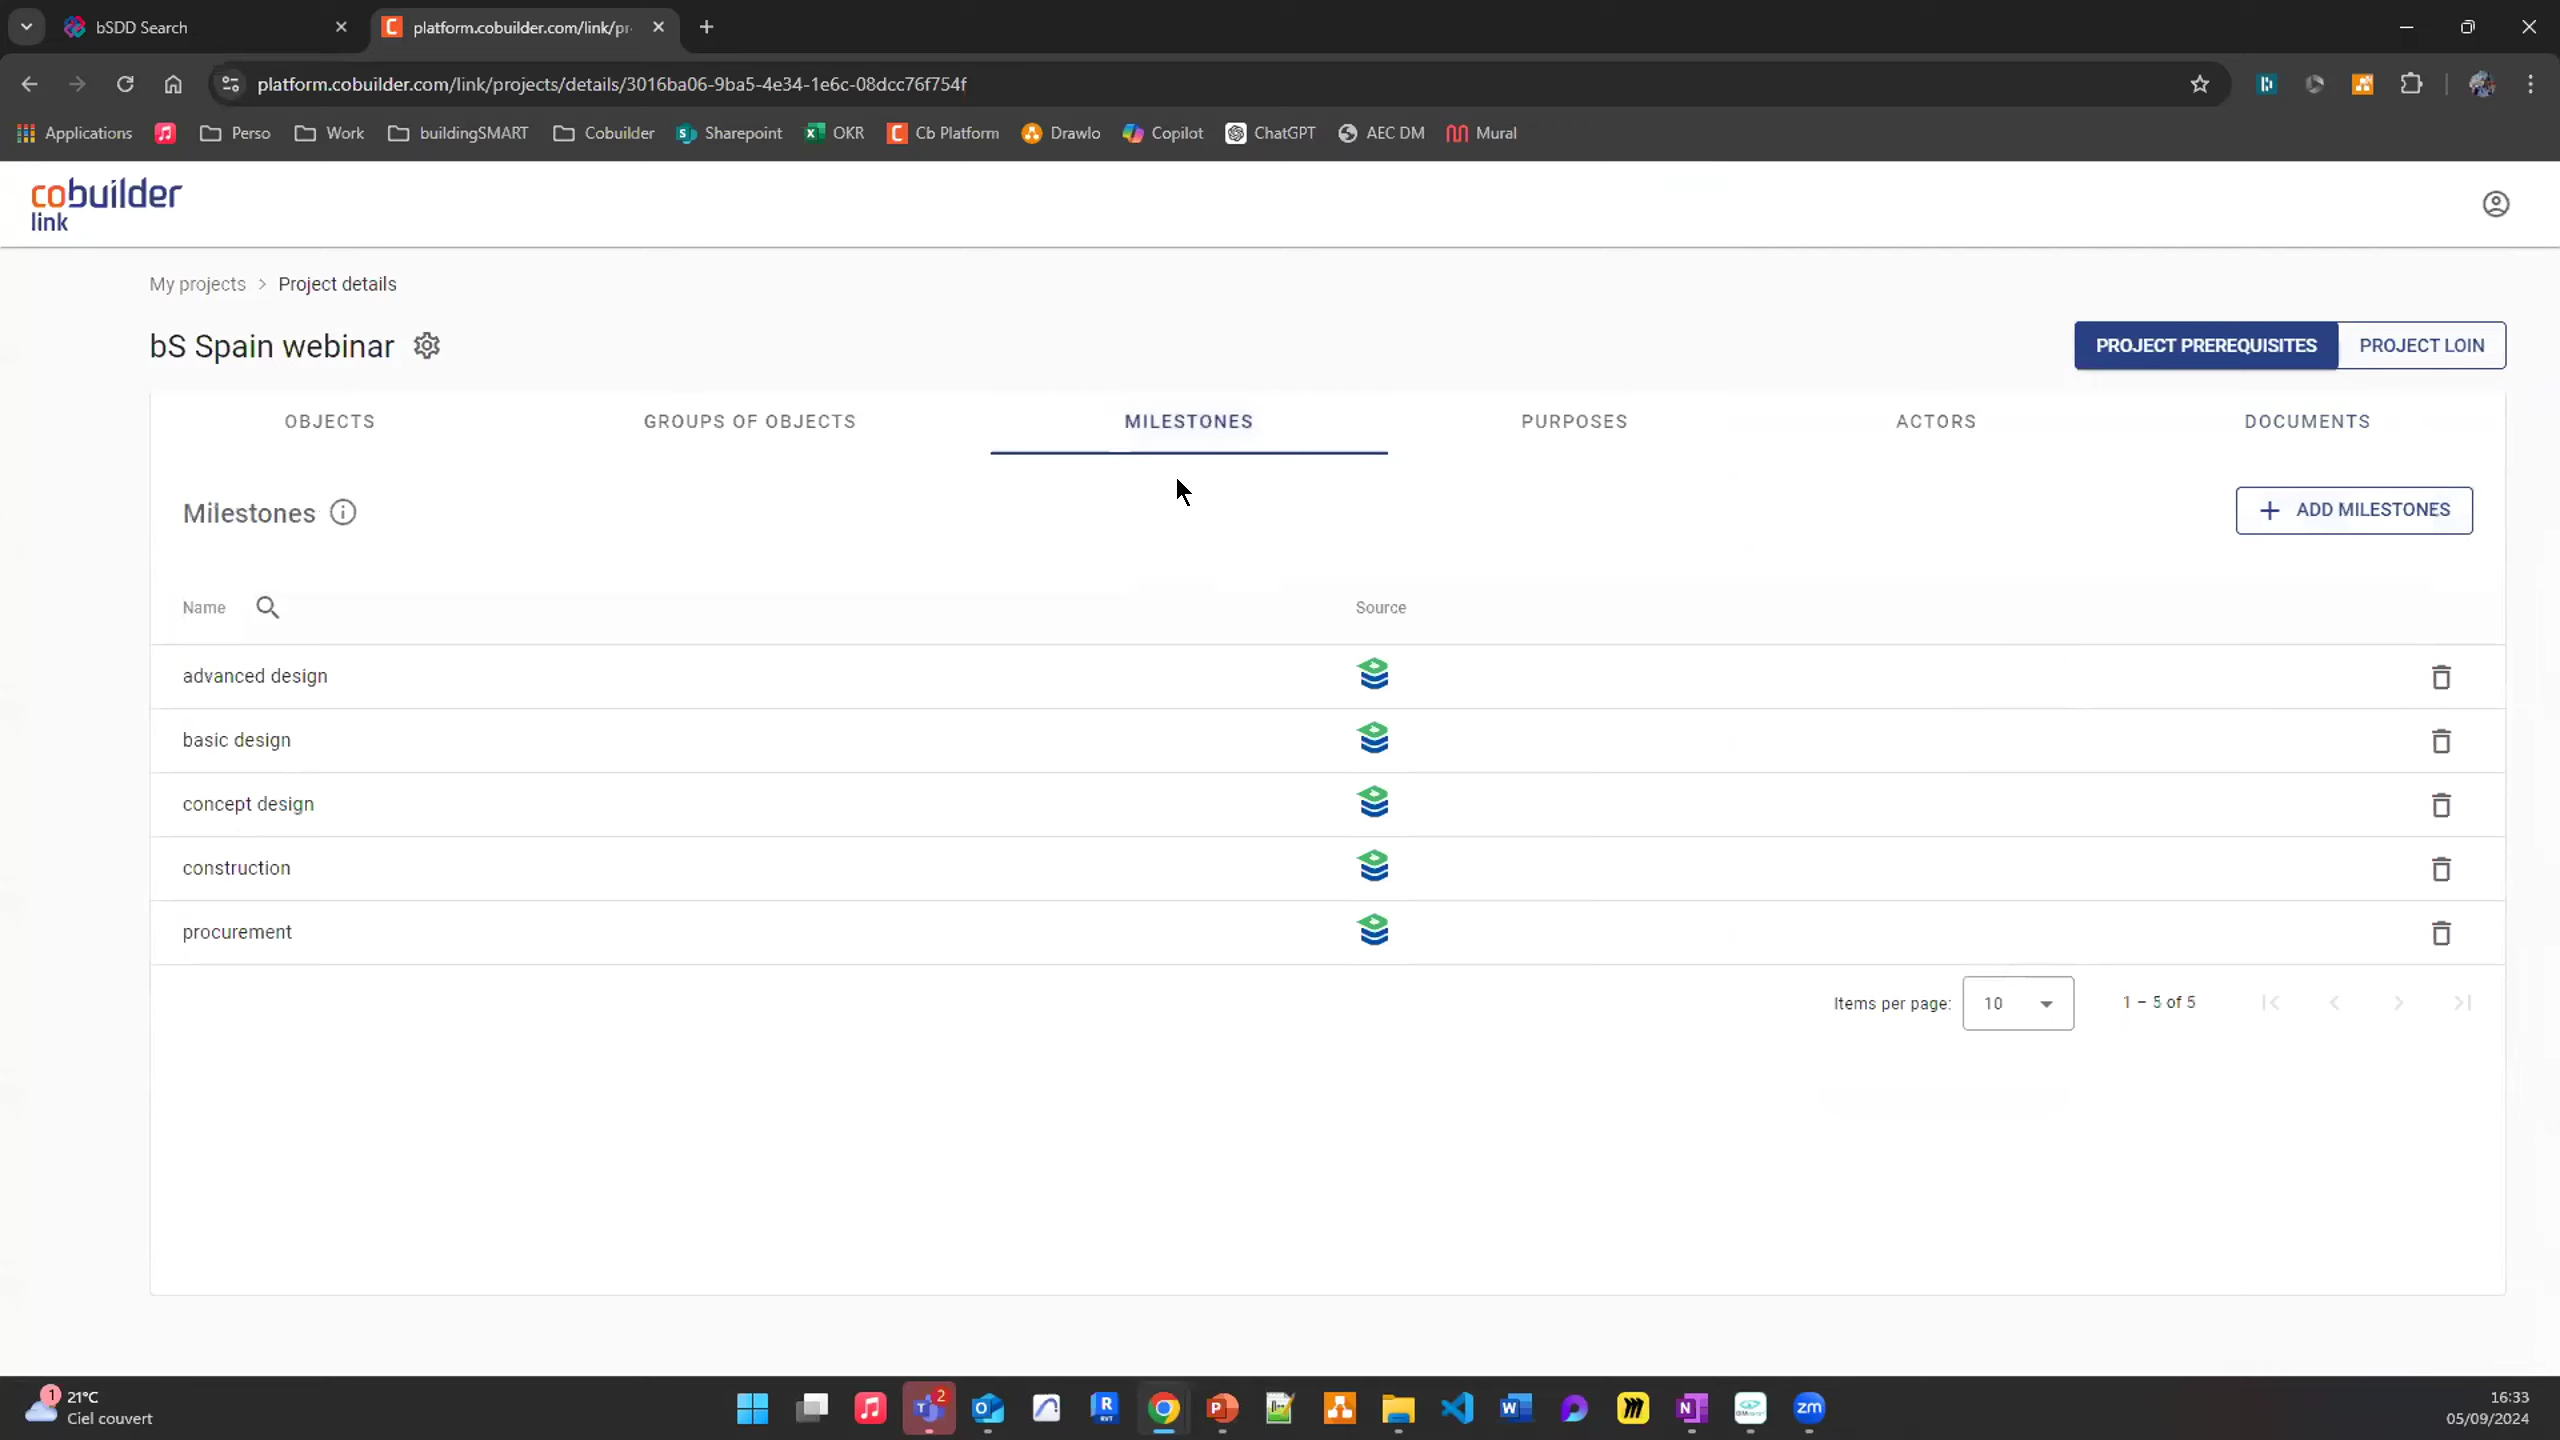 bSDD Search
platform.cobuilder.com/link/pr
platform.cobuilder.com/link/projects/details/3016ba06-9ba5-4e34-1e6c-08dcc76f754f
Applications Perso Work buildingSMART Cobuilder Sharepoint OKR Cb Platform Drawlo Copilot ChatGPT AEC DM Mural
cobuilder
link
My projects > Project details
bS Spain webinar
PROJECT PREREQUISITES PROJECT LOIN
OBJECTS GROUPS OF OBJECTS MILESTONES PURPOSES ACTORS DOCUMENTS
Milestones
+ ADD MILESTONES
Name Source
advanced design
basic design
concept design
construction
procurement
Items per page: 10 1 – 5 of 5
1 21°C
Ciel couvert
2
16:33
05/09/2024